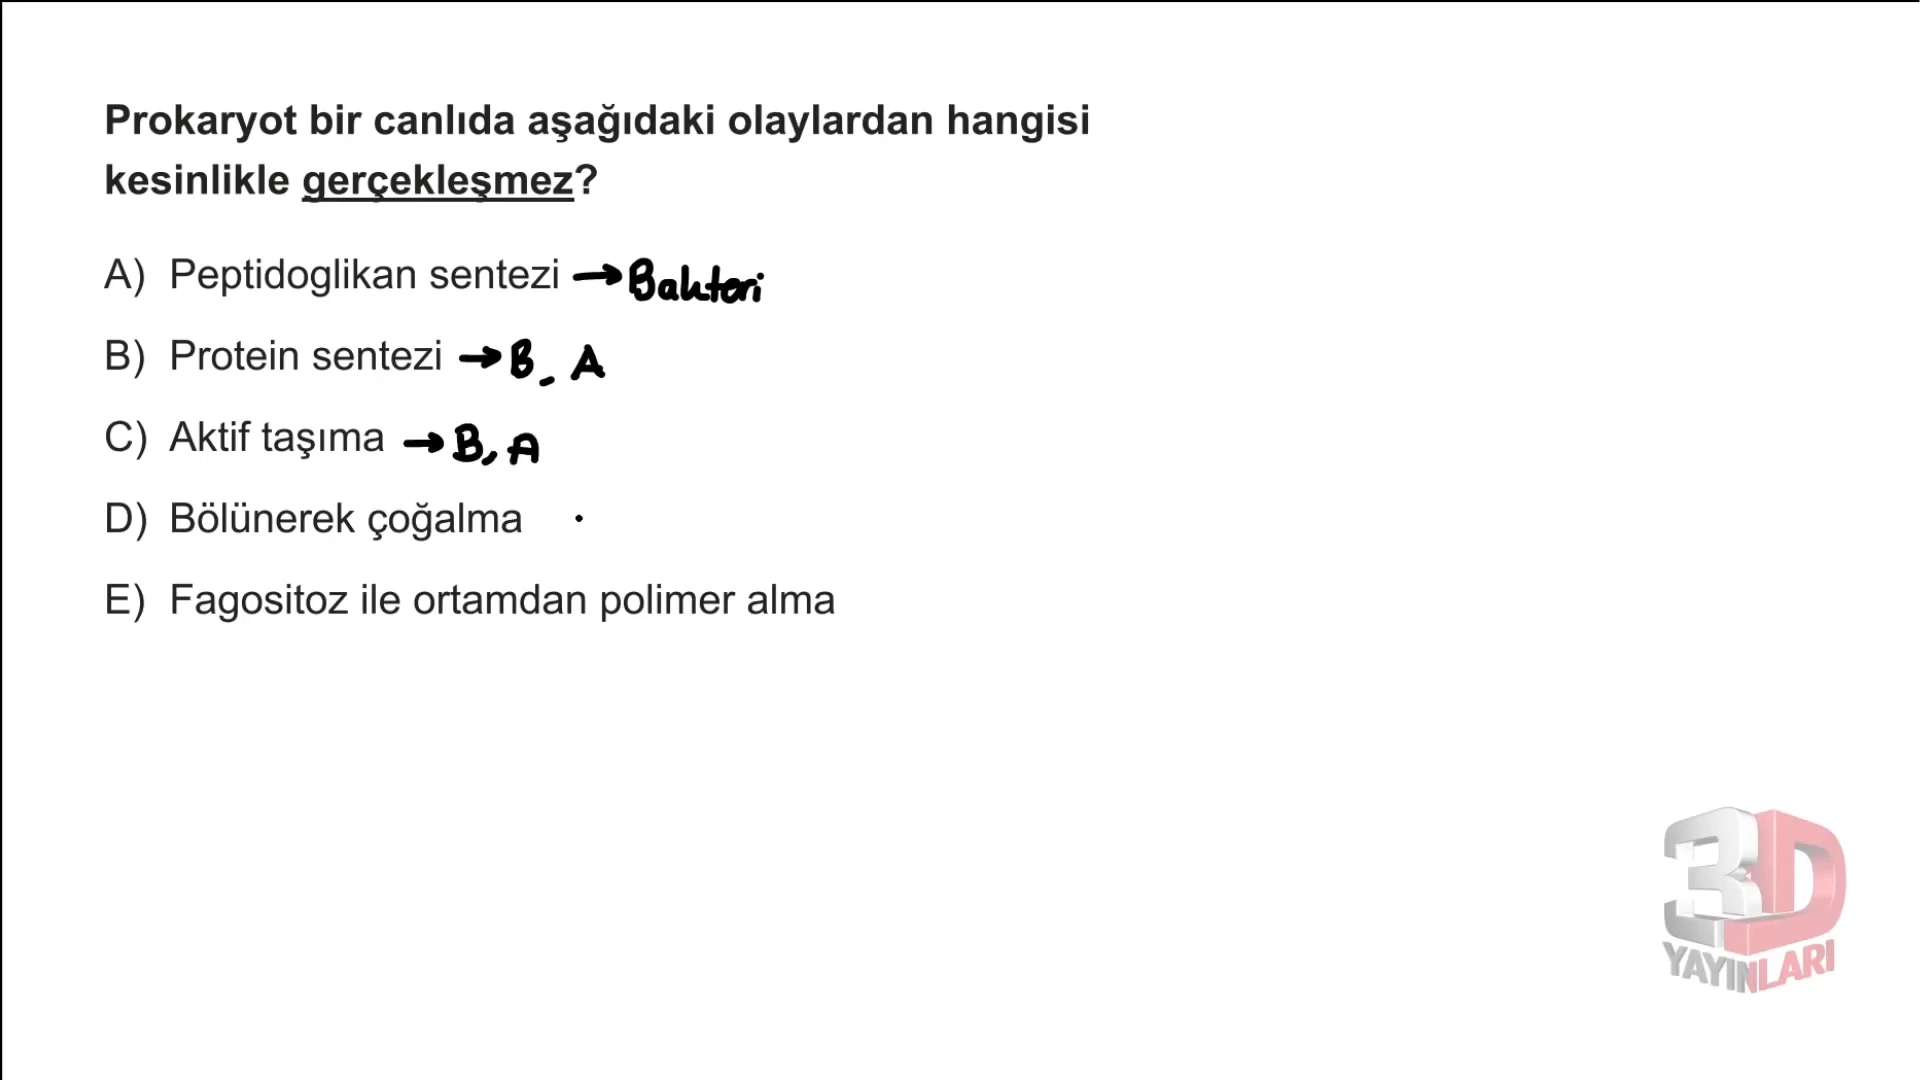 Prokaryot bir canlıda aşağıdaki olaylardan hangisi
kesinlikle gerçekleşmez?
A) Peptidoglikan sentezi → Bakteri
B) Protein sentezi → B, A
C) Aktif taşıma → B, A
D) Bölünerek çoğalma
E) Fagositoz ile ortamdan polimer alma
3D
YAYINLARI